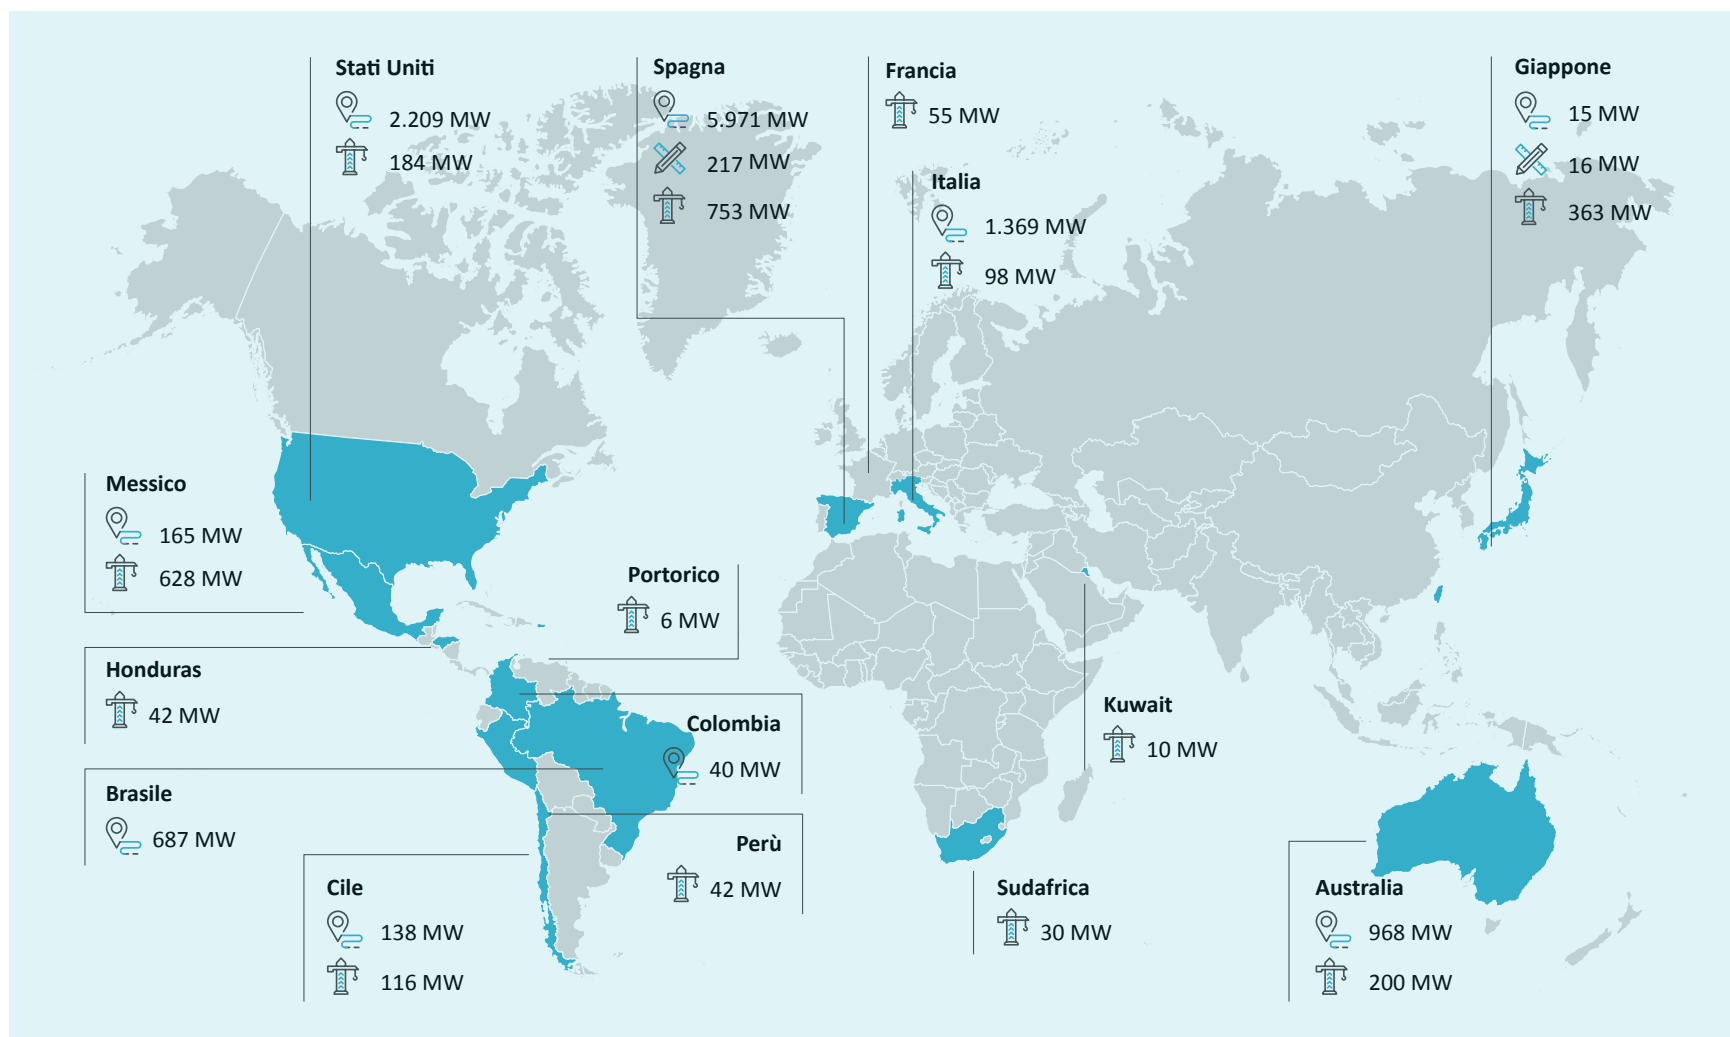 Stati Uniti
2.209 MW
184 MW
Spagna
5.971 MW
217 MW
753 MW
Francia
55 MW
Italia
1.369 MW
98 MW
Giappone
15 MW
16 MW
363 MW
Messico
165 MW
628 MW
Portorico
6 MW
Honduras
42 MW
Colombia
40 MW
Kuwait
10 MW
Brasile
687 MW
Perù
42 MW
Cile
138 MW
116 MW
Sudafrica
30 MW
Australia
968 MW
200 MW